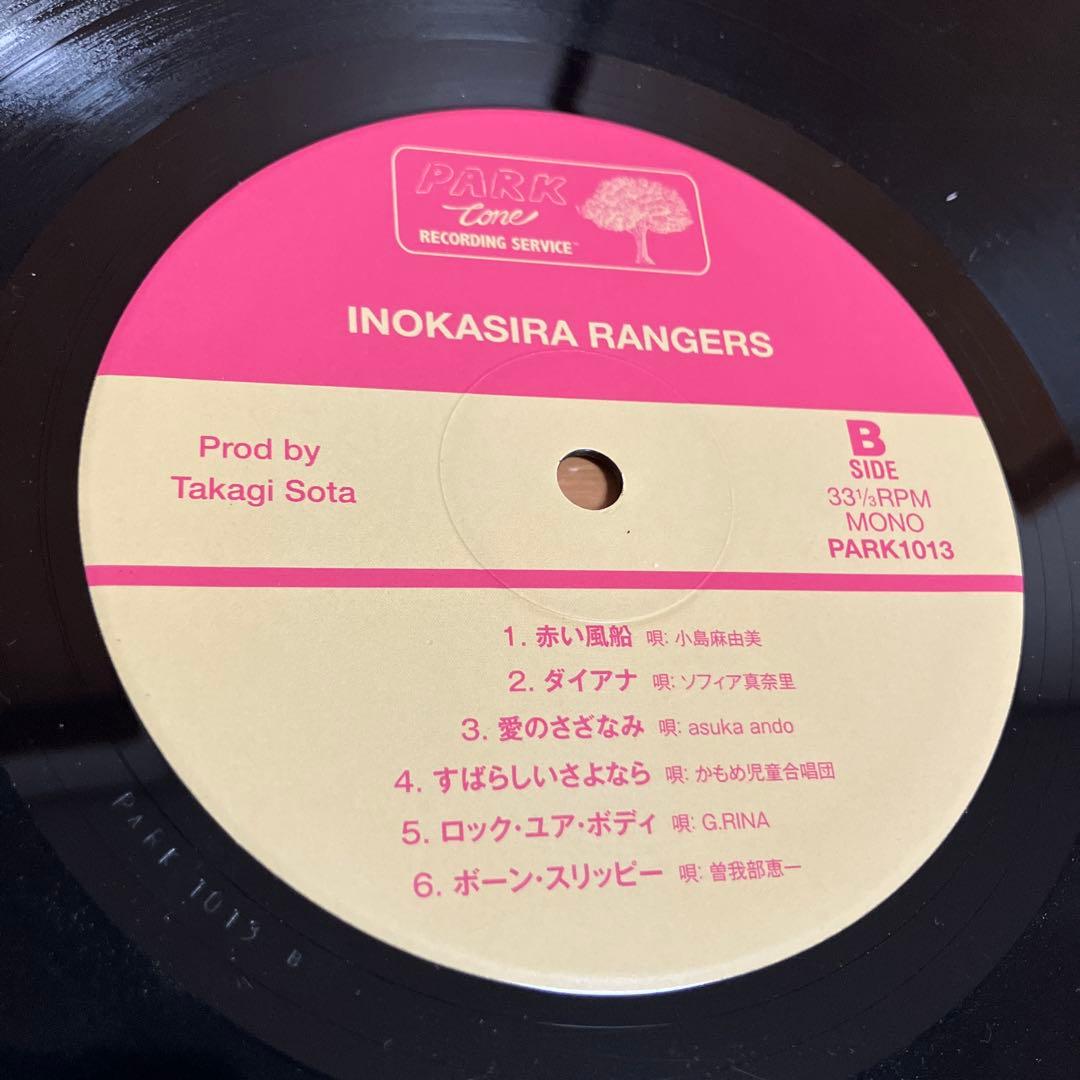 PARK
tone
RECORDING SERVICE™
INOKASIRA RANGERS
Prod by
Takagi Sota
B
SIDE
33⅓RPM
MONO
PARK1013
1. 赤い風船 唄: 小島麻由美
2. ダイアナ 唄: ソフィア真奈里
3. 愛のさざなみ 唄: asuka ando
4. すばらしいさよなら 唄: かもめ児童合唱団
5. ロック・ユア・ボディ 唄: G.RINA
6. ボーン・スリッピー 唄: 曽我部恵一
PARK 1013 B